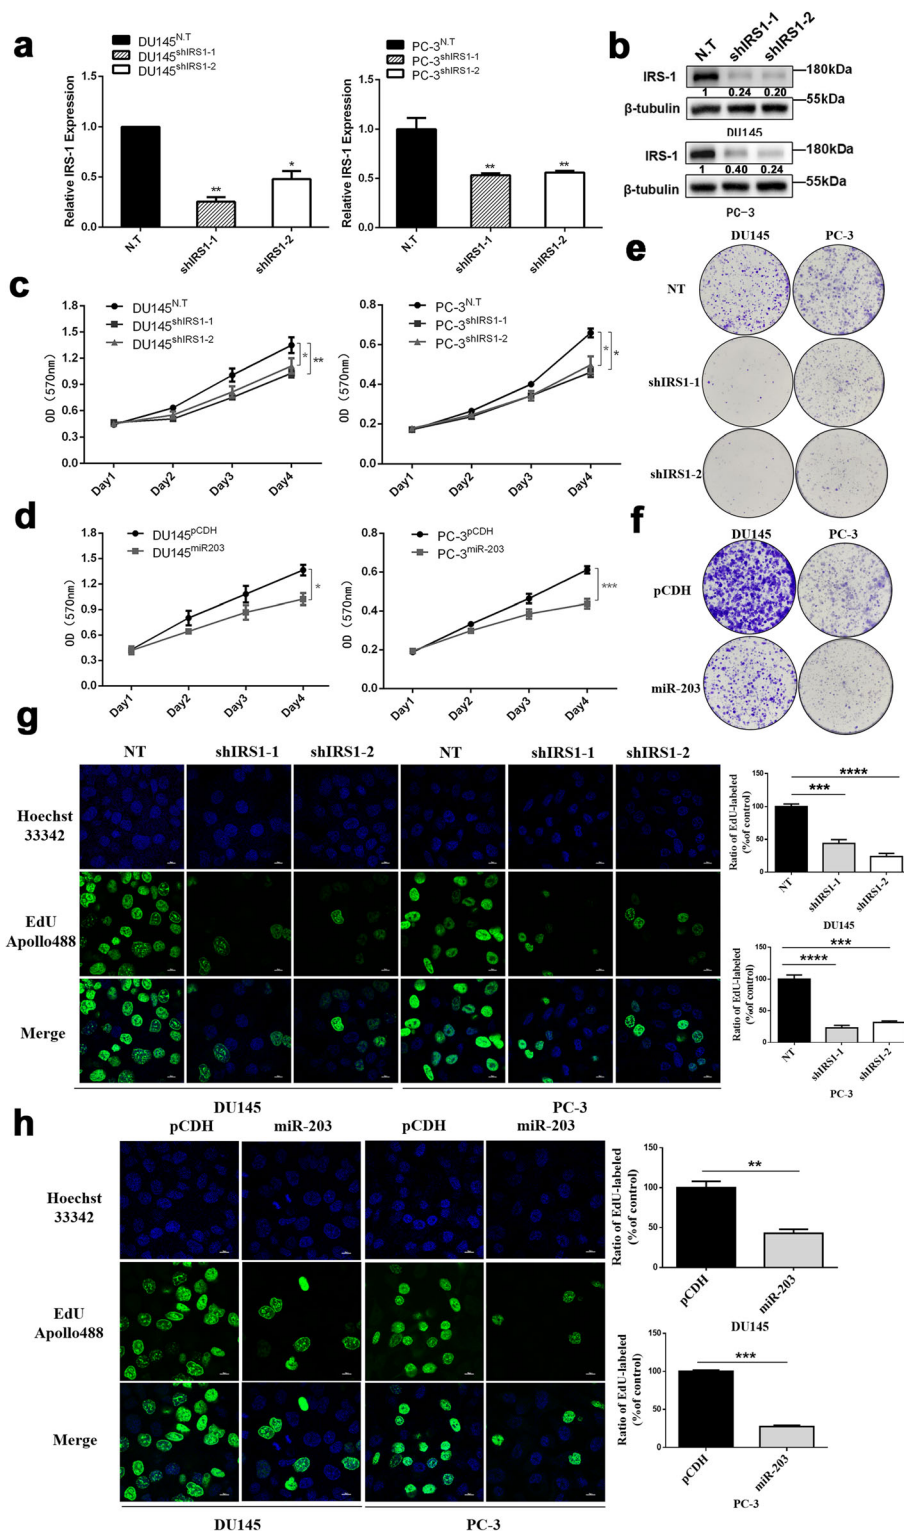 a
DU145N.T
DU145shIRS1-1
DU145shIRS1-2
Relative IRS-1 Expression
1.5
1.0
0.5
0.0
**
*
N.T
shIRS1-1
shIRS1-2
PC-3N.T
PC-3shIRS1-1
PC-3shIRS1-2
Relative IRS-1 Expression
1.5
1.0
0.5
0.0
**
**
N.T
shIRS1-1
shIRS1-2
b
N.T
shIRS1-1
shIRS1-2
IRS-1
180kDa
1 0.24 0.20
β-tubulin
55kDa
DU145
IRS-1
180kDa
1 0.40 0.24
β-tubulin
55kDa
PC-3
c
DU145N.T
DU145shIRS1-1
DU145shIRS1-2
OD (570nm)
1.8
1.5
1.2
0.9
0.6
0.3
0.0
*
**
Day1
Day2
Day3
Day4
PC-3N.T
PC-3shIRS1-1
PC-3shIRS1-2
OD (570nm)
0.8
0.6
0.4
0.2
0.0
*
*
Day1
Day2
Day3
Day4
d
DU145pCDH
DU145miR203
OD (570nm)
1.8
1.5
1.2
0.9
0.6
0.3
0.0
*
Day1
Day2
Day3
Day4
PC-3pCDH
PC-3miR-203
OD (570nm)
0.8
0.6
0.4
0.2
0.0
***
Day1
Day2
Day3
Day4
e
DU145 PC-3
NT
shIRS1-1
shIRS1-2
f
DU145 PC-3
pCDH
miR-203
g
NT shIRS1-1 shIRS1-2 NT shIRS1-1 shIRS1-2
Hoechst
33342
EdU
Apollo488
Merge
DU145 PC-3
Ratio of EdU-labeled
(%of control)
150
100
50
0
***
****
NT
shIRS1-1
shIRS1-2
DU145
Ratio of EdU-labeled
(%of control)
150
100
50
0
***
****
NT
shIRS1-1
shIRS1-2
PC-3
h
pCDH miR-203 pCDH miR-203
Hoechst
33342
EdU
Apollo488
Merge
DU145 PC-3
Ratio of EdU-labeled
(%of control)
150
100
50
0
**
pCDH
miR-203
DU145
Ratio of EdU-labeled
(%of control)
150
100
50
0
***
pCDH
miR-203
PC-3